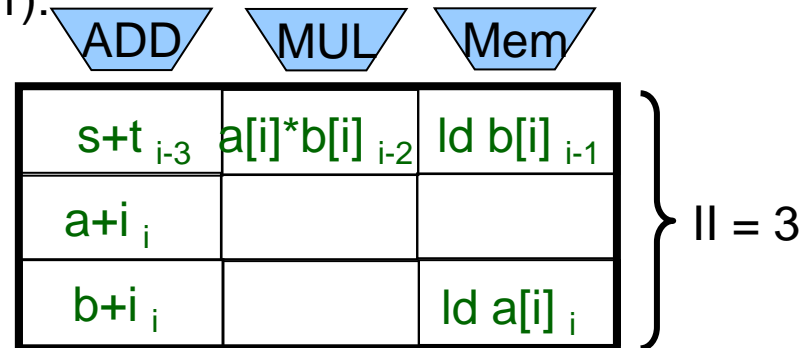 ADD MUL Mem
s+t i-3 a[i]*b[i] i-2 ld b[i] i-1
a+i i
II = 3
b+i i ld a[i] i